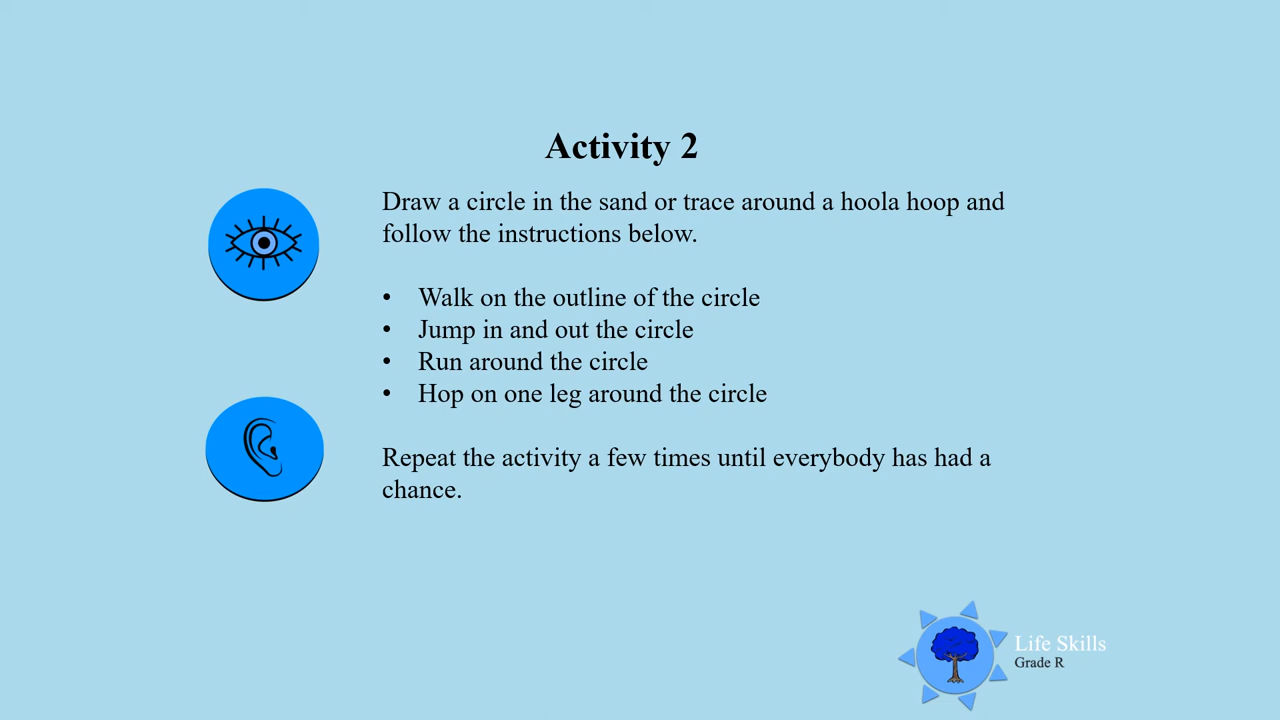 Activity 2
Draw a circle in the sand or trace around a hoola hoop and
follow the instructions below.
• Walk on the outline of the circle
• Jump in and out the circle
• Run around the circle
• Hop on one leg around the circle
Repeat the activity a few times until everybody has had a
chance.
Life Skills
Grade R